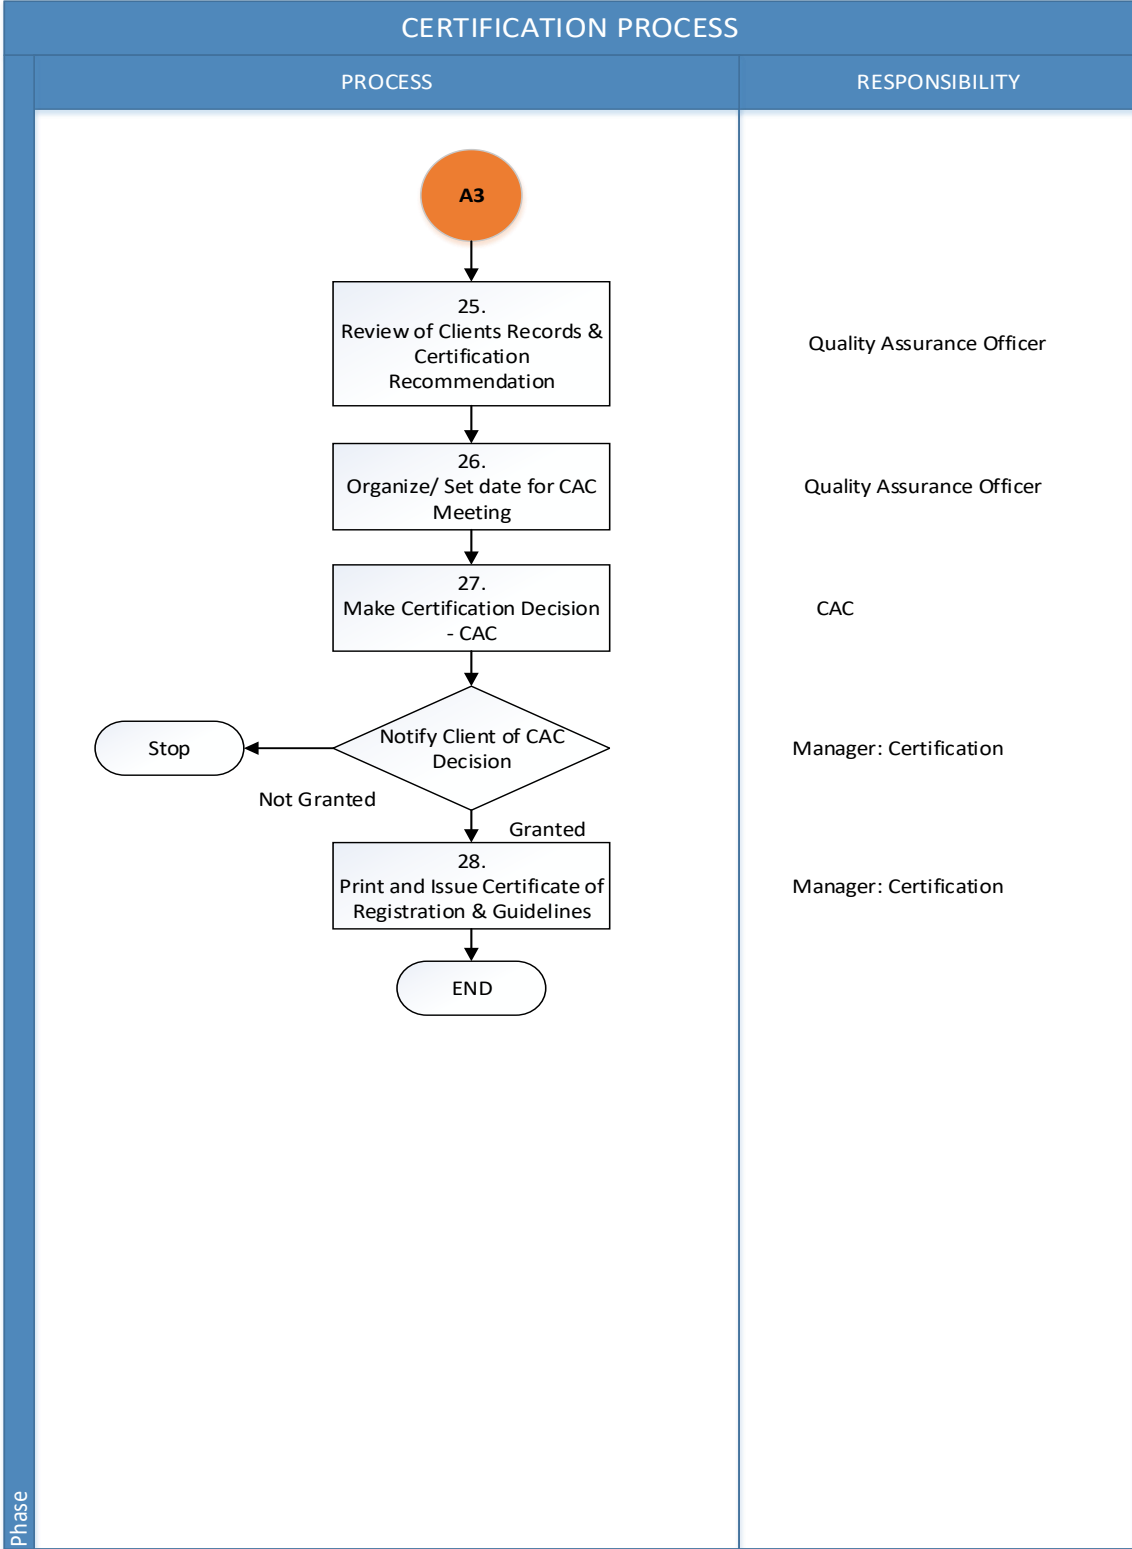 CERTIFICATION PROCESS
PROCESS
RESPONSIBILITY
A3
25.
Review of Clients Records &
Certification
Recommendation
Quality Assurance Officer
26.
Organize/ Set date for CAC
Meeting
Quality Assurance Officer
27.
Make Certification Decision
- CAC
CAC
Notify Client of CAC
Decision
Stop
Manager: Certification
Not Granted
Granted
28.
Print and Issue Certificate of
Registration & Guidelines
Manager: Certification
END
Phase